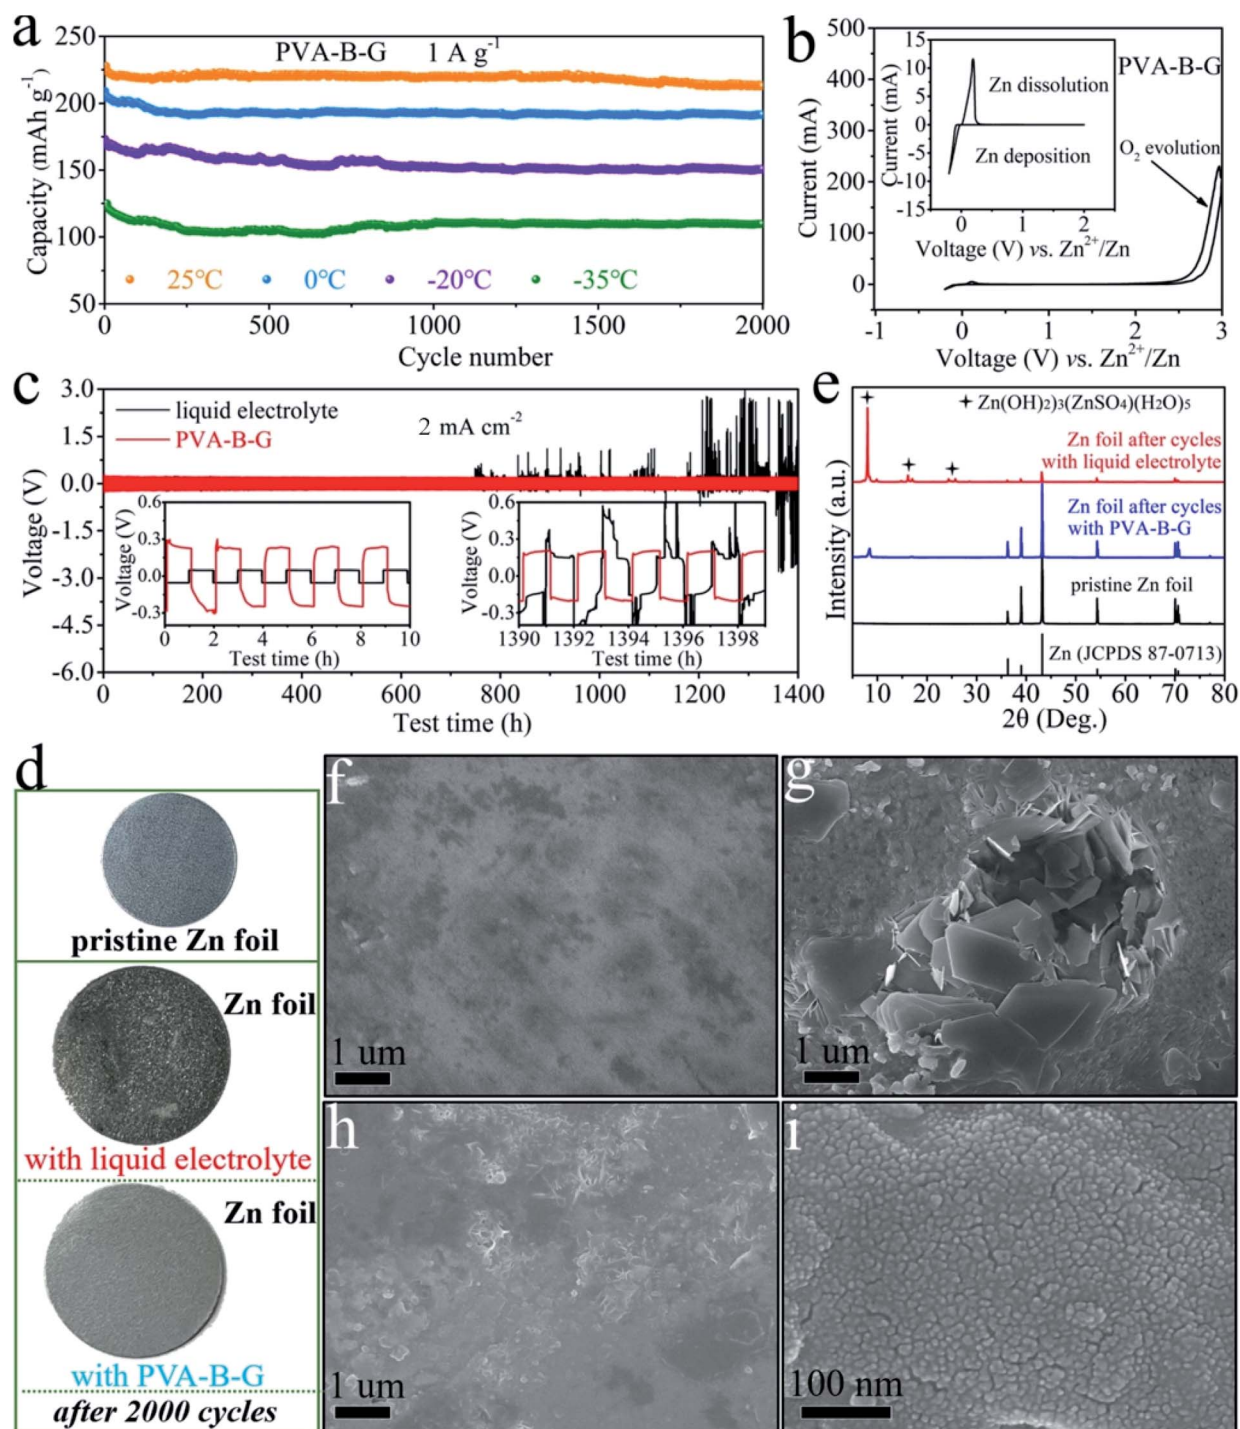 a
PVA-B-G 1 A g-1
250
200
150
100
50
Capacity (mAh g-1)
25℃ 0℃ -20℃ -35℃
0 500 1000 1500 2000
Cycle number
b
500
400
300
200
100
0
Current (mA)
PVA-B-G
O2 evolution
-1 0 1 2 3
Voltage (V) vs. Zn2+/Zn
15
10
5
0
-5
-10
-15
Current (mA)
Zn dissolution
Zn deposition
0 1 2
Voltage (V) vs. Zn2+/Zn
c
3.0
1.5
0.0
-1.5
-3.0
-4.5
-6.0
Voltage (V)
liquid electrolyte
PVA-B-G
2 mA cm-2
0.6
0.3
0.0
-0.3
Voltage (V)
0 2 4 6 8 10
Test time (h)
0.6
0.3
0.0
-0.3
Voltage (V)
1390 1392 1394 1396 1398
Test time (h)
0 200 400 600 800 1000 1200 1400
Test time (h)
e
Zn(OH)2)3(ZnSO4)(H2O)5
Zn foil after cycles
with liquid electrolyte
Zn foil after cycles
with PVA-B-G
pristine Zn foil
Zn (JCPDS 87-0713)
Intensity (a.u.)
10 20 30 40 50 60 70 80
2θ (Deg.)
d
pristine Zn foil
Zn foil
with liquid electrolyte
Zn foil
with PVA-B-G
after 2000 cycles
f
1 um
g
1 um
h
1 um
i
100 nm